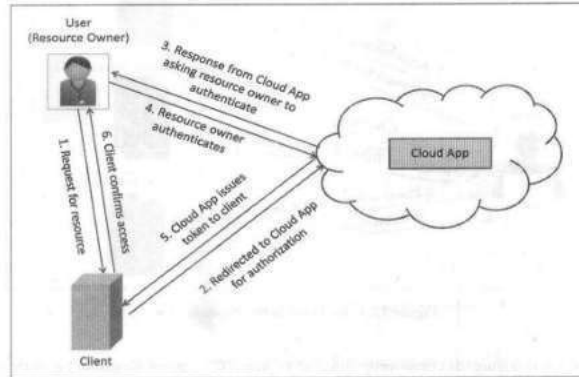 User
(Resource Owner)
3. Response from Cloud App
asking resource owner to
authenticate
4. Resource owner
authenticates
Cloud App
1. Request for resource
6. Client confirms access
5. Cloud App issues
token to client
2. Redirected to Cloud App
for authorization
Client